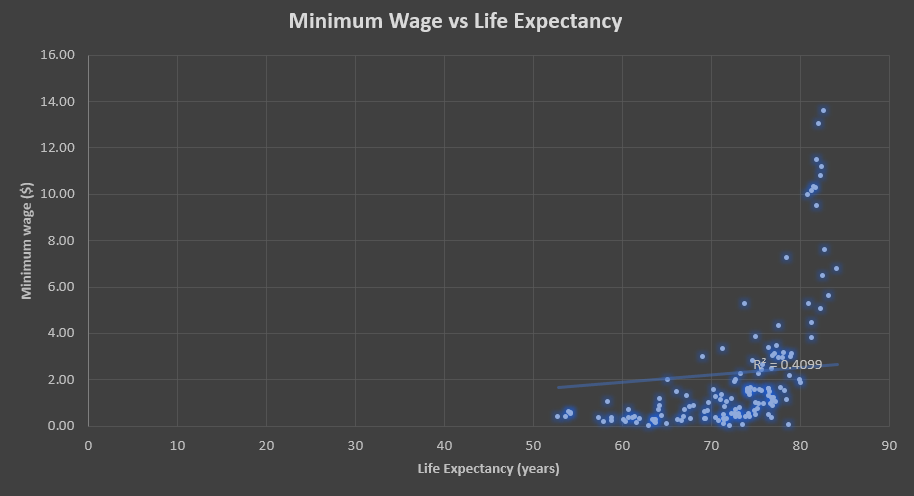 Minimum Wage vs Life Expectancy
16.00
14.00
12.00
10.00
8.00
6.00
4.00
2.00
0.00
Minimum wage ($)
R² = 0.4099
0 10 20 30 40 50 60 70 80 90
Life Expectancy (years)